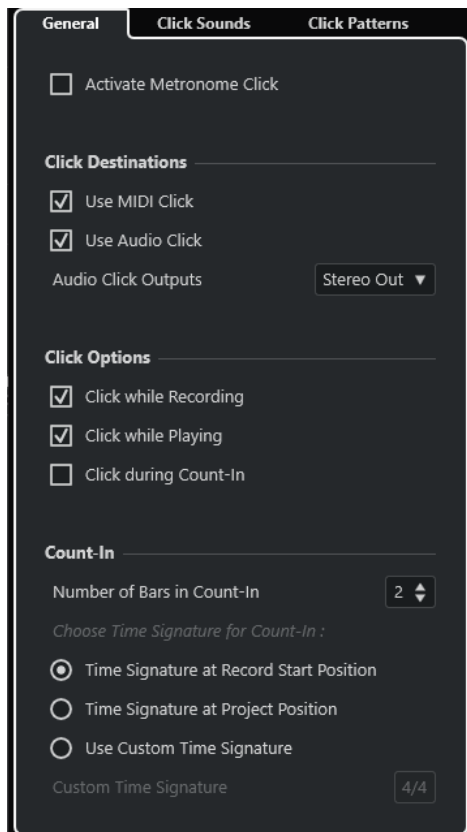 General Click Sounds Click Patterns
Activate Metronome Click
Click Destinations
Use MIDI Click
Use Audio Click
Audio Click Outputs Stereo Out
Click Options
Click while Recording
Click while Playing
Click during Count-In
Count-In
Number of Bars in Count-In 2
Choose Time Signature for Count-In :
Time Signature at Record Start Position
Time Signature at Project Position
Use Custom Time Signature
Custom Time Signature 4/4